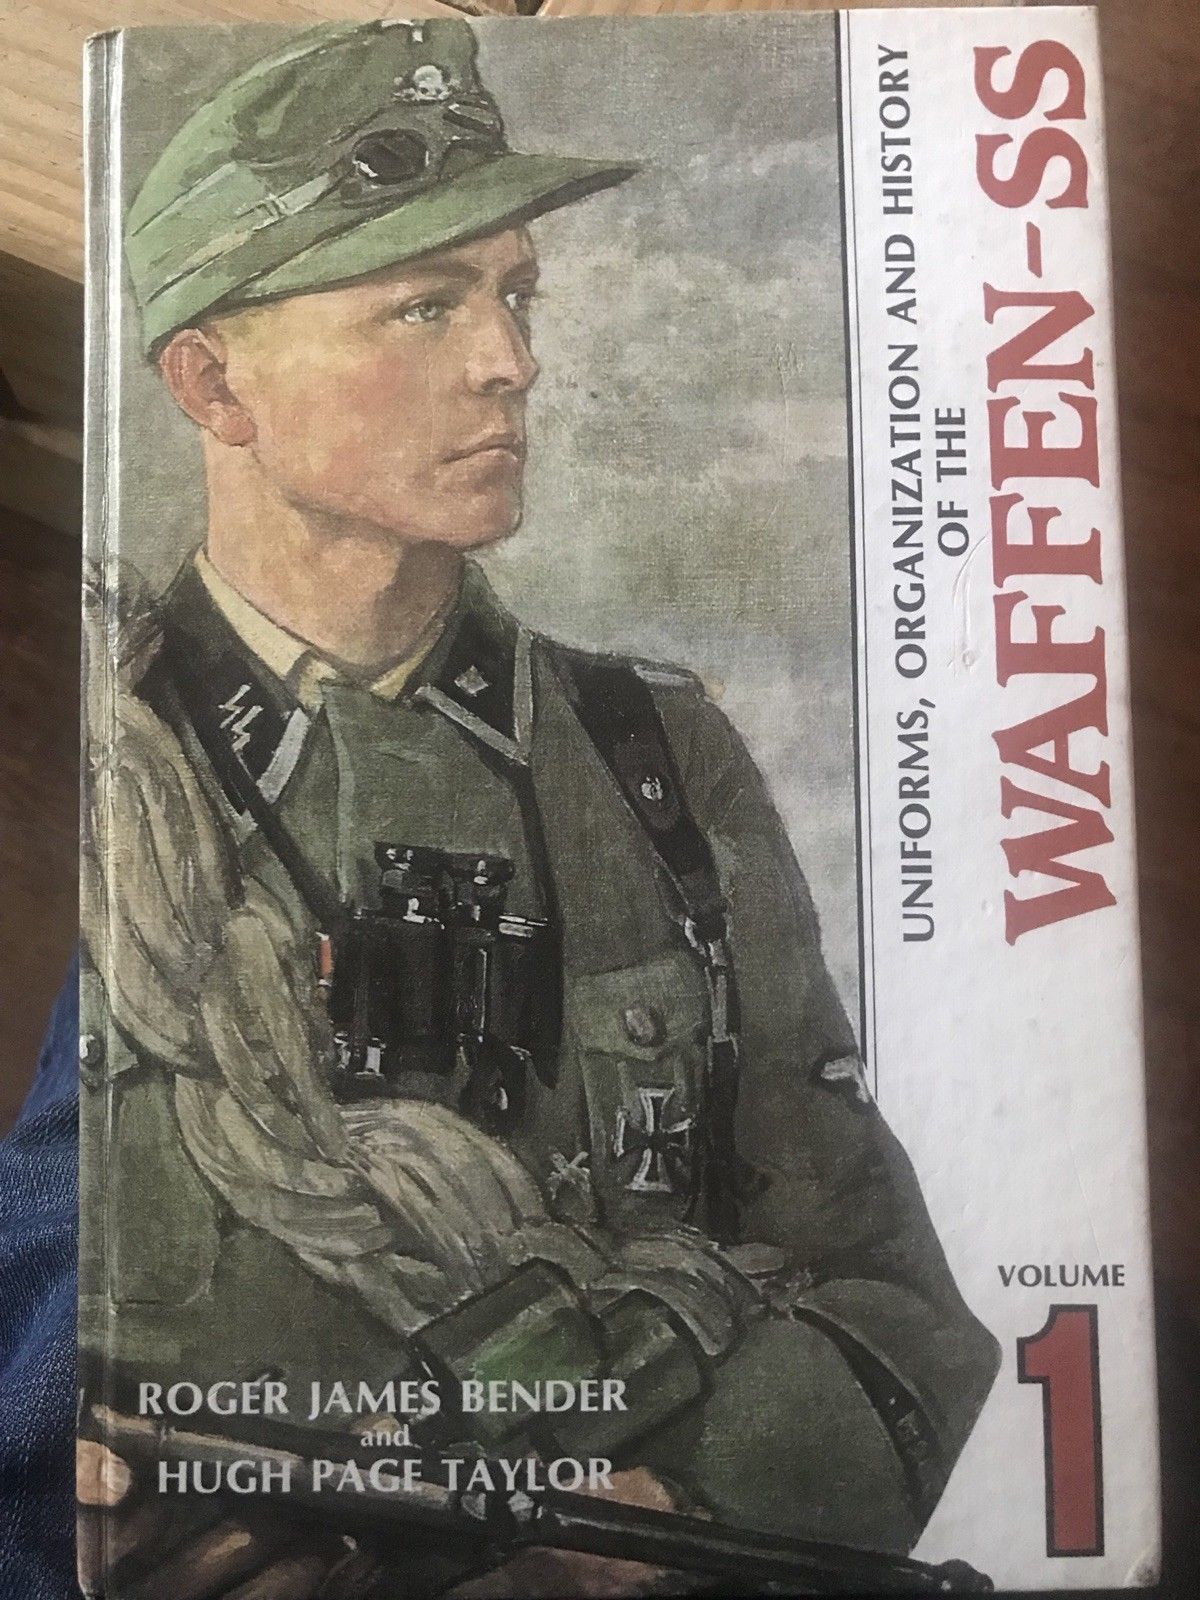 UNIFORMS, ORGANIZATION AND HISTORY
OF THE
WAFFEN-SS
VOLUME
1
ROGER JAMES BENDER
and
HUGH PAGE TAYLOR